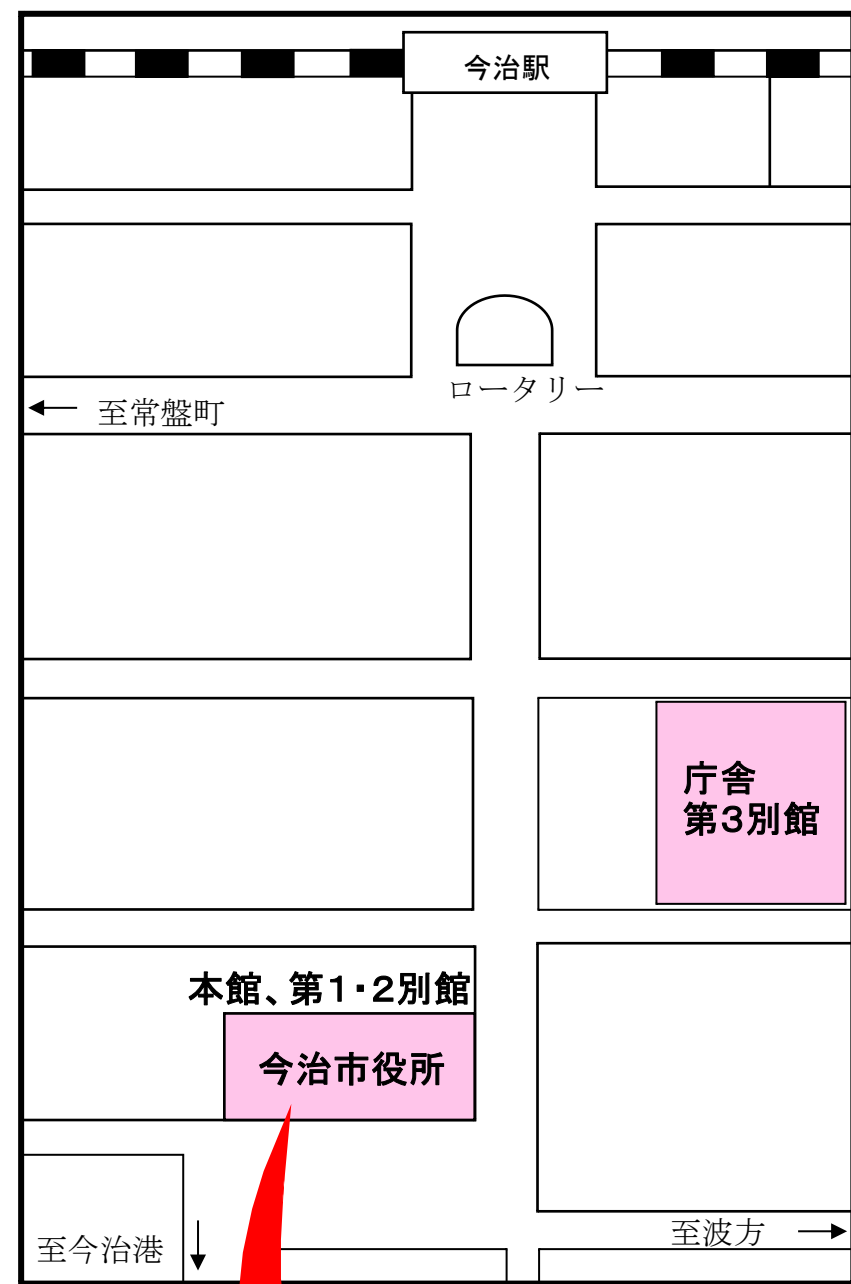 今治駅
ロータリー
至常盤町
庁舎
第3別館
本館、第1・2別館
今治市役所
至波方
至今治港